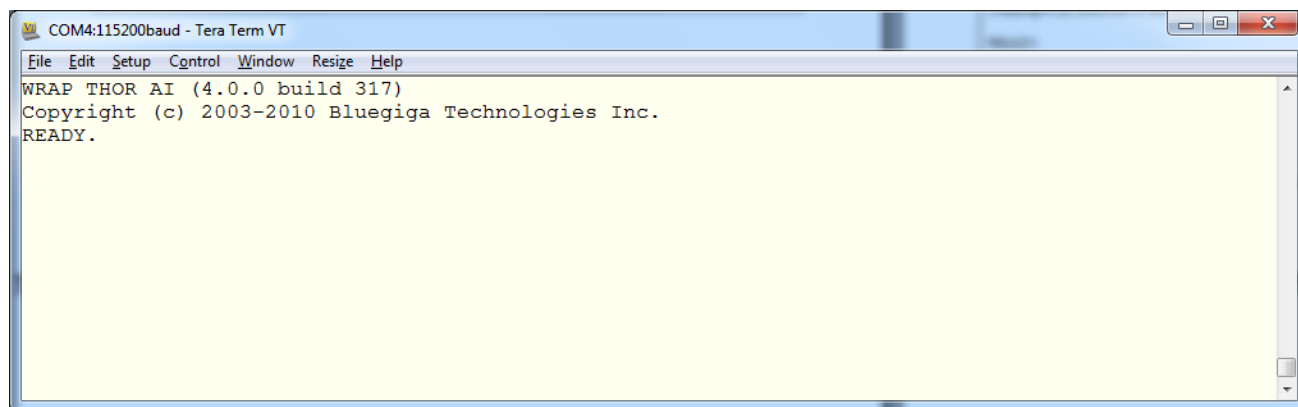 COM4:115200baud - Tera Term VT
File Edit Setup Control Window Resize Help
WRAP THOR AI (4.0.0 build 317)
Copyright (c) 2003-2010 Bluegiga Technologies Inc.
READY.